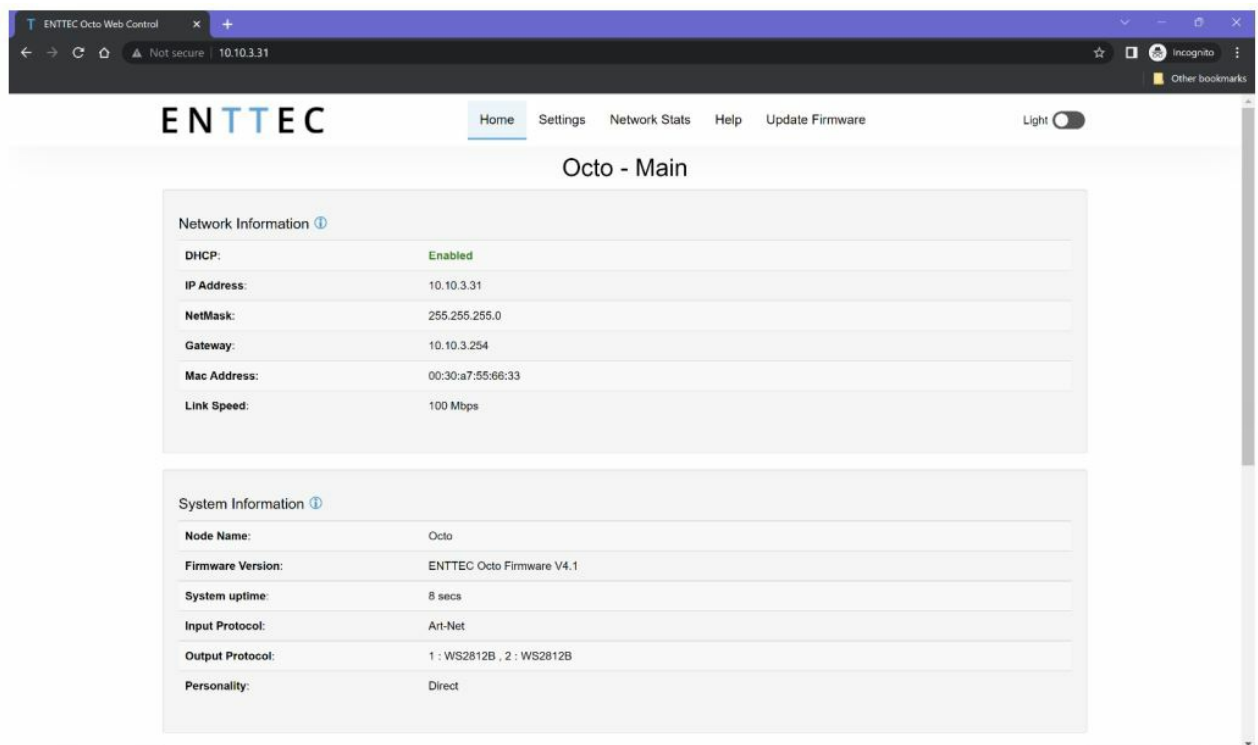 ENTTEC Octo Web Control
Not secure 10.10.3.31 Incognito
Other bookmarks
ENTTEC Home Settings Network Stats Help Update Firmware Light
Octo - Main
Network Information
DHCP: Enabled
IP Address: 10.10.3.31
NetMask: 255.255.255.0
Gateway: 10.10.3.254
Mac Address: 00:30:a7:55:66:33
Link Speed: 100 Mbps
System Information
Node Name: Octo
Firmware Version: ENTTEC Octo Firmware V4.1
System uptime: 8 secs
Input Protocol: Art-Net
Output Protocol: 1 : WS2812B , 2 : WS2812B
Personality: Direct